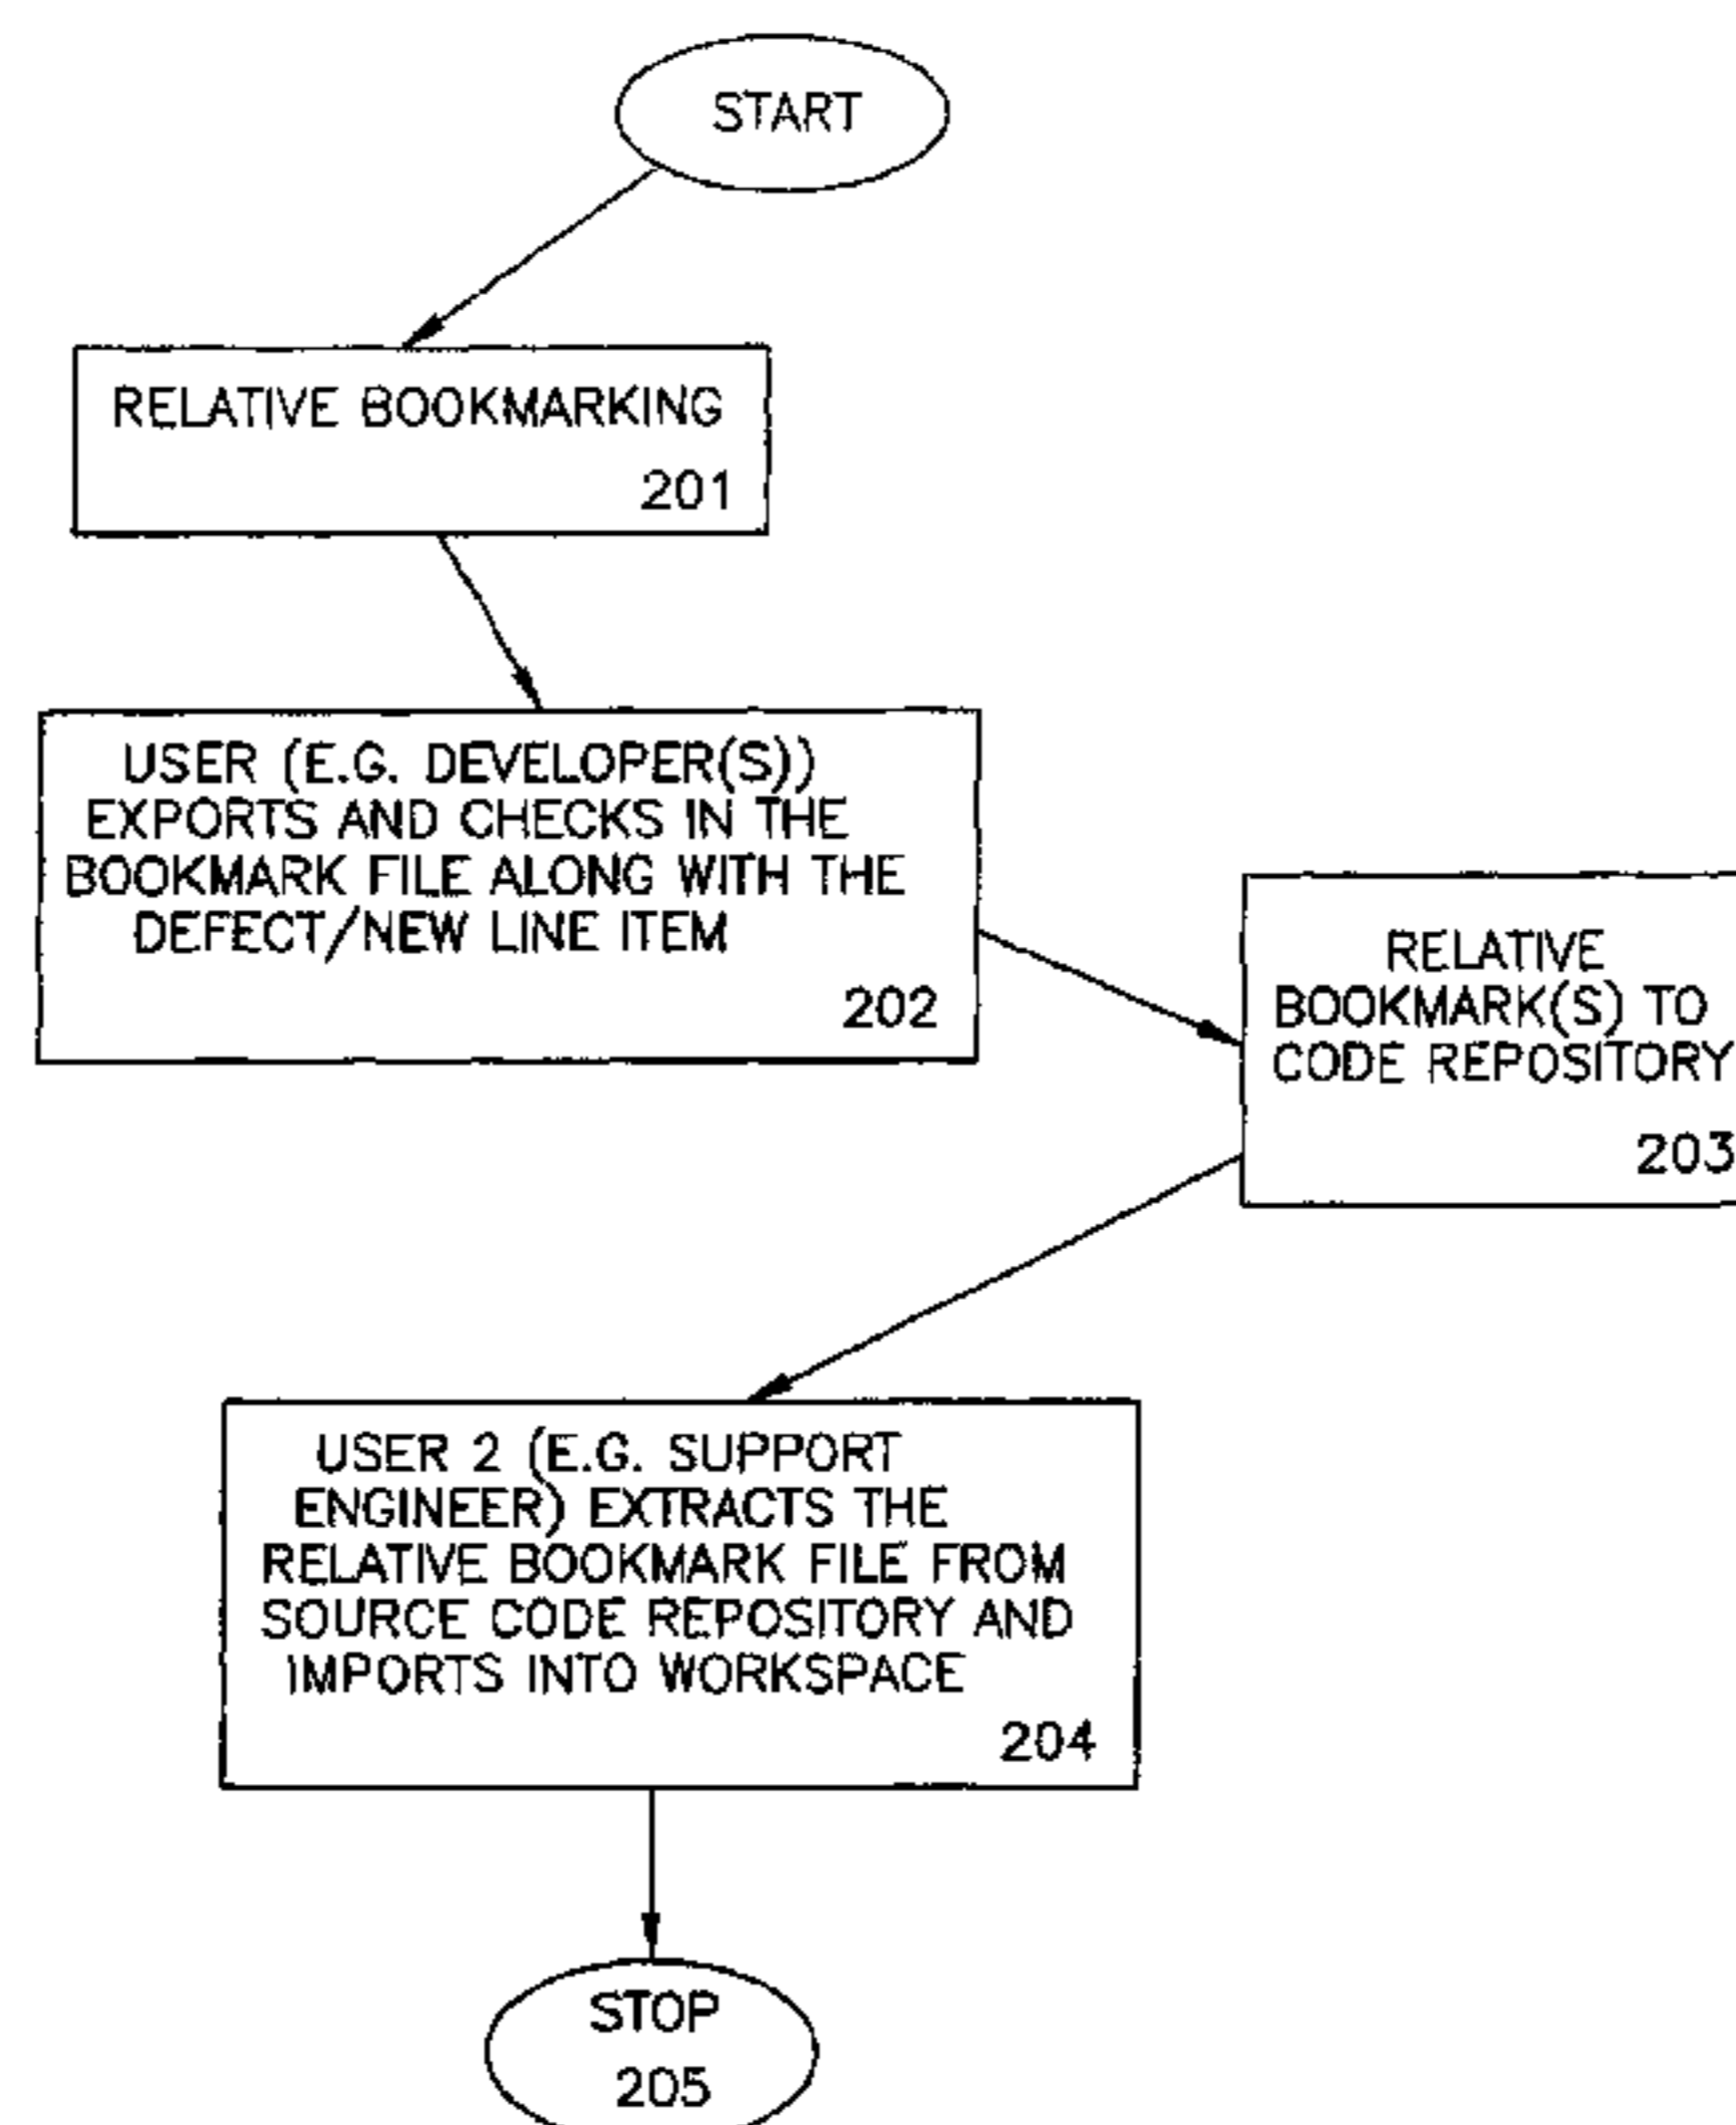 START
RELATIVE BOOKMARKING
201
USER (E.G. DEVELOPER(S))
EXPORTS AND CHECKS IN THE
BOOKMARK FILE ALONG WITH THE
DEFECT/NEW LINE ITEM
202
RELATIVE
BOOKMARK(S) TO
CODE REPOSITORY
203
USER 2 (E.G. SUPPORT
ENGINEER) EXTRACTS THE
RELATIVE BOOKMARK FILE FROM
SOURCE CODE REPOSITORY AND
IMPORTS INTO WORKSPACE
204
STOP
205